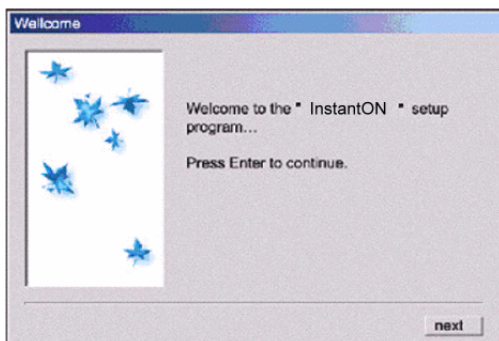 Wellcome
Welcome to the " InstantON " setup
program...
Press Enter to continue.
next